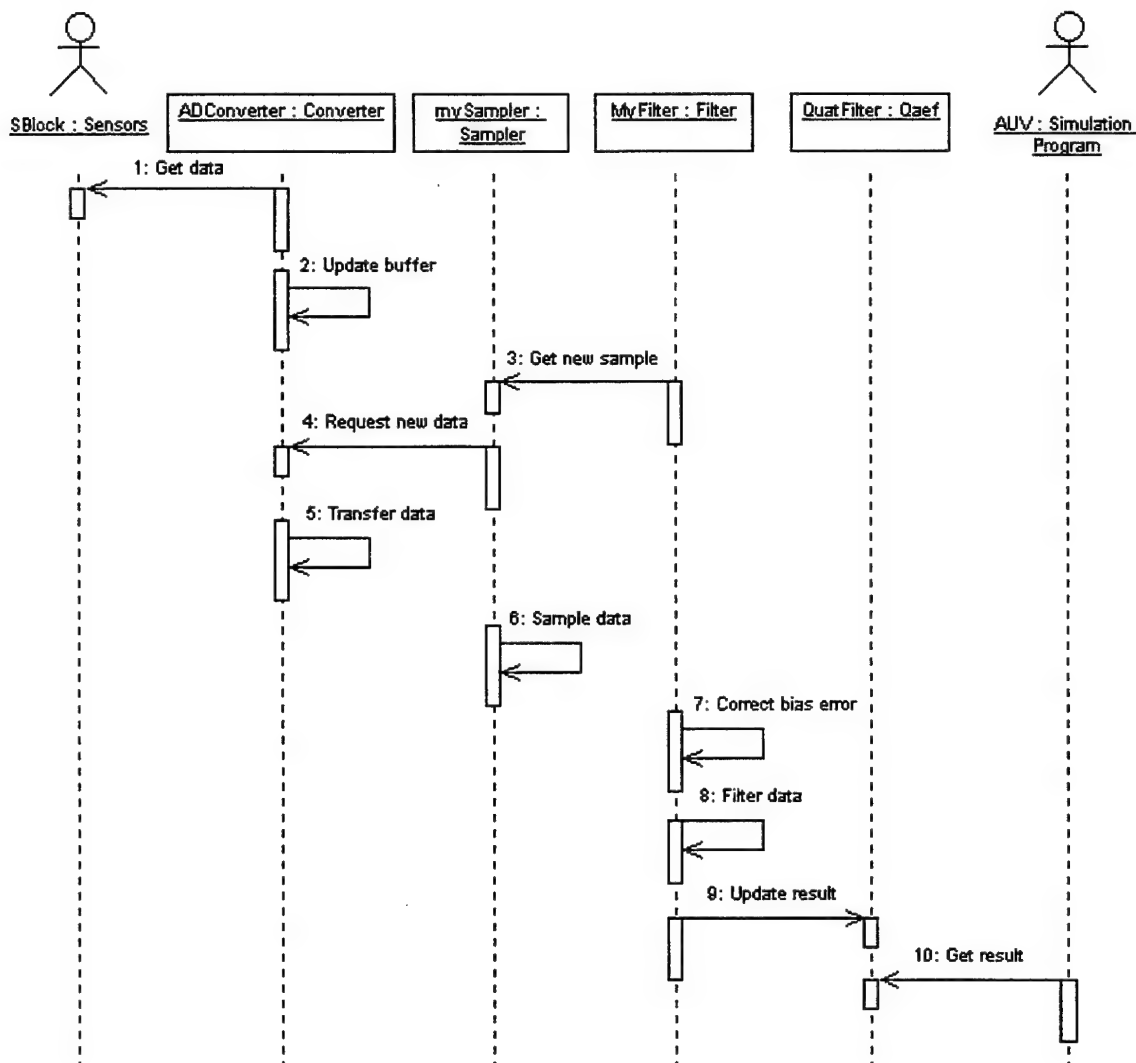 SBlock : Sensors
ADConverter : Converter
mySampler :
Sampler
MyFilter : Filter
QuatFilter : Qaef
AUV : Simulation
Program
1: Get data
2: Update buffer
3: Get new sample
4: Request new data
5: Transfer data
6: Sample data
7: Correct bias error
8: Filter data
9: Update result
10: Get result